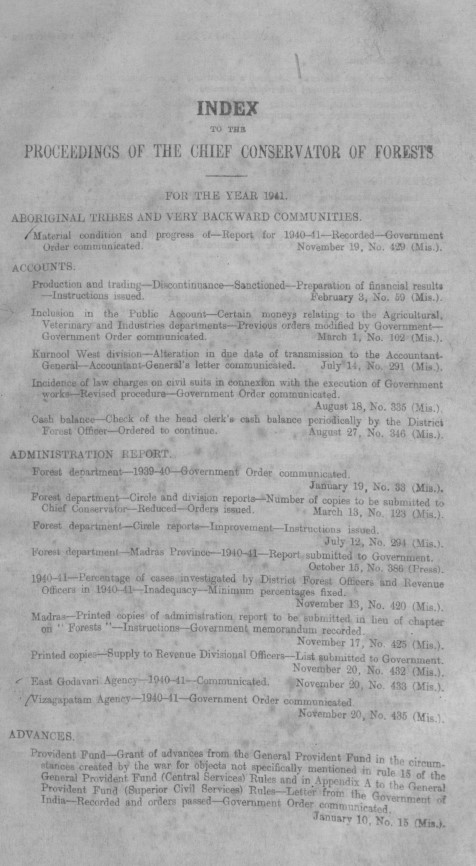 INDEX
TO THE
PROCEEDINGS OF THE CHIEF CONSERVATOR OF FORESTS
FOR THE YEAR 1941.
ABORIGINAL TRIBES AND VERY BACKWARD COMMUNITIES.
Material condition and progress of—Report for 1940-41—Recorded—Government
Order communicated. November 19, No. 429 (Mis.).
ACCOUNTS.
Production and trading—Discontinuance—Sanctioned—Preparation of financial results
—Instructions issued. February 3, No. 59 (Mis.).
Inclusion in the Public Account—Certain moneys relating to the Agricultural,
Veterinary and Industries departments—Previous orders modified by Government—
Government Order communicated. March 1, No. 102 (Mis.).
Kurnool West division—Alteration in due date of transmission to the Accountant-
General—Accountant-General's letter communicated. July 14, No. 291 (Mis.).
Incidence of law charges on civil suits in connexion with the execution of Government
works—Revised procedure—Government Order communicated.
August 18, No. 335 (Mis.).
Cash balance—Check of the head clerk's cash balance periodically by the District
Forest Officer—Ordered to continue. August 27, No. 346 (Mis.).
ADMINISTRATION REPORT.
Forest department—1939-40—Government Order communicated.
January 19, No. 33 (Mis.).
Forest department—Circle and division reports—Number of copies to be submitted to
Chief Conservator—Reduced—Orders issued. March 13, No. 123 (Mis.).
Forest department—Circle reports—Improvement—Instructions issued.
July 12, No. 294 (Mis.).
Forest department—Madras Province—1940-41—Report submitted to Government.
October 15, No. 386 (Press).
1940-41—Percentage of cases investigated by District Forest Officers and Revenue
Officers in 1940-41—Inadequacy—Minimum percentages fixed.
November 13, No. 420 (Mis.).
Madras—Printed copies of administration report to be submitted in lieu of chapter
on " Forests "—Instructions—Government memorandum recorded.
November 17, No. 425 (Mis.).
Printed copies—Supply to Revenue Divisional Officers—List submitted to Government.
November 20, No. 432 (Mis.).
East Godavari Agency—1940-41—Communicated. November 20, No. 433 (Mis.).
Vizagapatam Agency—1940-41—Government Order communicated
November 20, No. 435 (Mis.).
ADVANCES.
Provident Fund—Grant of advances from the General Provident Fund in the circum-
stances created by the war for objects not specifically mentioned in rule 15 of the
General Provident Fund (Central Services) Rules and in Appendix A to the General
Provident Fund (Superior Civil Services) Rules—Letter from the Government of
India—Recorded and orders passed—Government Order communicated.
January 10, No. 15 (Mis.).